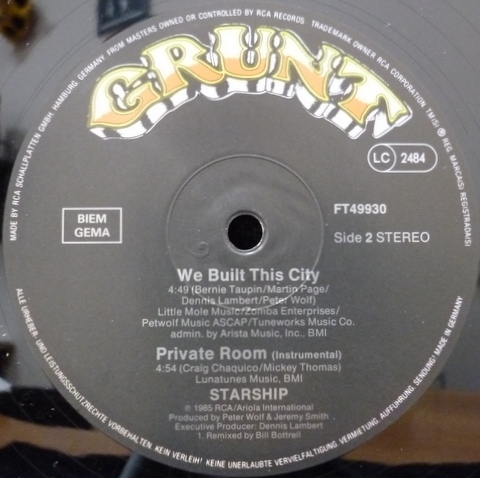 MADE BY RCA SCHALLPLATTEN GMBH. HAMBURG GERMANY. FROM MASTERS OWNED OR CONTROLLED BY RCA RECORDS TRADEMARK OWNER RCA CORPORATION TM(S) ® REG. MARCA(S) REGISTRADA(S)
GRUNT
LC 2484
BIEM
GEMA
FT49930
Side 2 STEREO
We Built This City
4:49 (Bernie Taupin/Martin Page/
Dennis Lambert/Peter Wolf)
Little Mole Music/Zomba Enterprises/
Petwolf Music ASCAP/Tuneworks Music Co.
admin. by Arista Music, Inc., BMI
Private Room (Instrumental)
4:54 (Craig Chaquico/Mickey Thomas)
Lunatunes Music, BMI
STARSHIP
℗ 1985 RCA/Ariola International
Produced by Peter Wolf & Jeremy Smith .
Executive Producer: Dennis Lambert
1. Remixed by Bill Bottrell
ALLE URHEBER- UND LEISTUNGSSCHUTZRECHTE VORBEHALTEN. KEIN VERLEIH! KEINE UNERLAUBTE VERVIELFÄLTIGUNG, VERMIETUNG, AUFFÜHRUNG, SENDUNG! MADE IN GERMANY